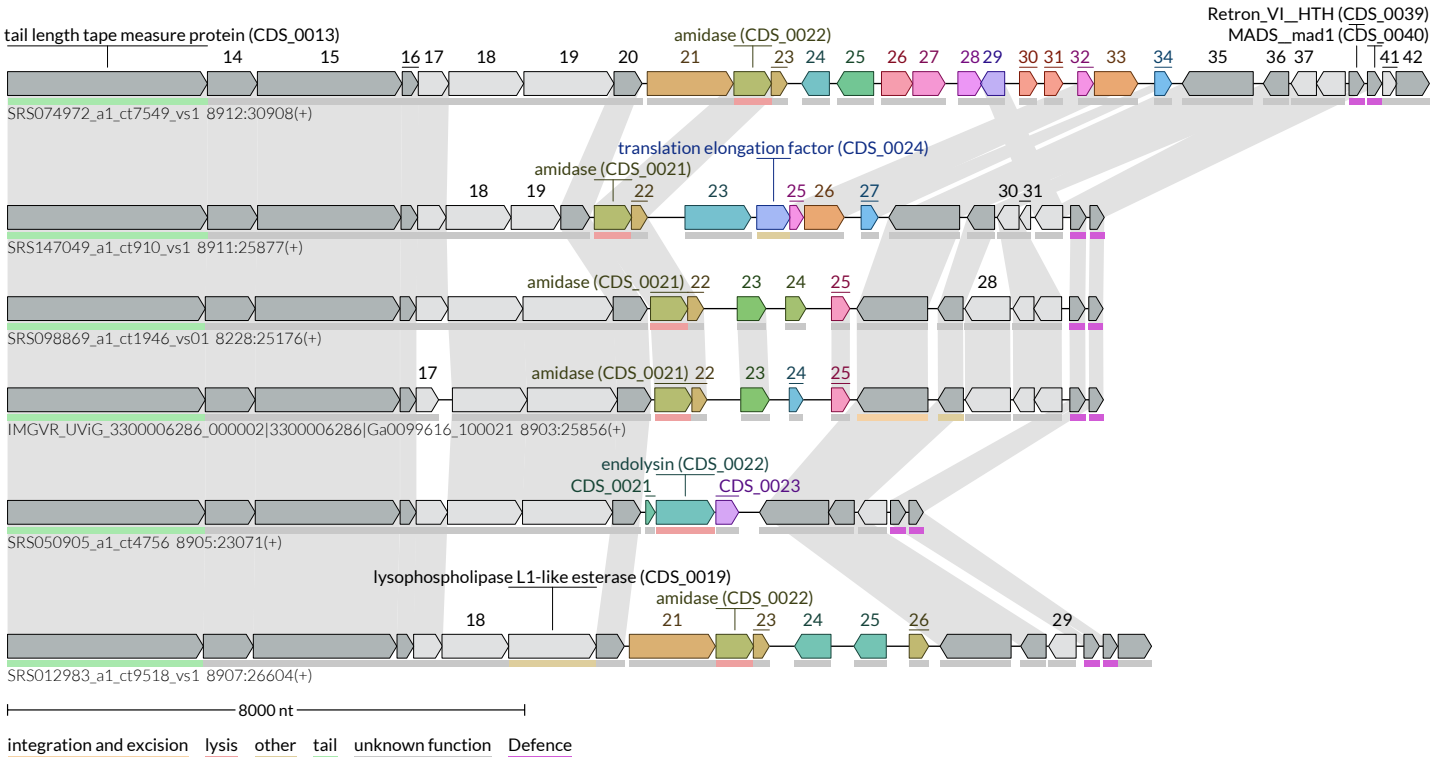 Retron_VI__HTH (CDS_0039)
tail length tape measure protein (CDS_0013) amidase (CDS_0022) MADS__mad1 (CDS_0040)
14 15 16 17 18 19 20 21 23 24 25 26 27 28 29 30 31 32 33 34 35 36 37 41 42
SRS074972_a1_ct7549_vs1 8912:30908(+)
translation elongation factor (CDS_0024)
amidase (CDS_0021)
18 19 22 23 25 26 27 30 31
SRS147049_a1_ct910_vs1 8911:25877(+)
amidase (CDS_0021) 22 23 24 25 28
SRS098869_a1_ct1946_vs01 8228:25176(+)
17 amidase (CDS_0021) 22 23 24 25
IMGVR_UViG_3300006286_000002|3300006286|Ga0099616_100021 8903:25856(+)
endolysin (CDS_0022)
CDS_0021 CDS_0023
SRS050905_a1_ct4756 8905:23071(+)
lysophospholipase L1-like esterase (CDS_0019)
amidase (CDS_0022)
18 21 23 24 25 26 29
SRS012983_a1_ct9518_vs1 8907:26604(+)
8000 nt
integration and excision lysis other tail unknown function Defence